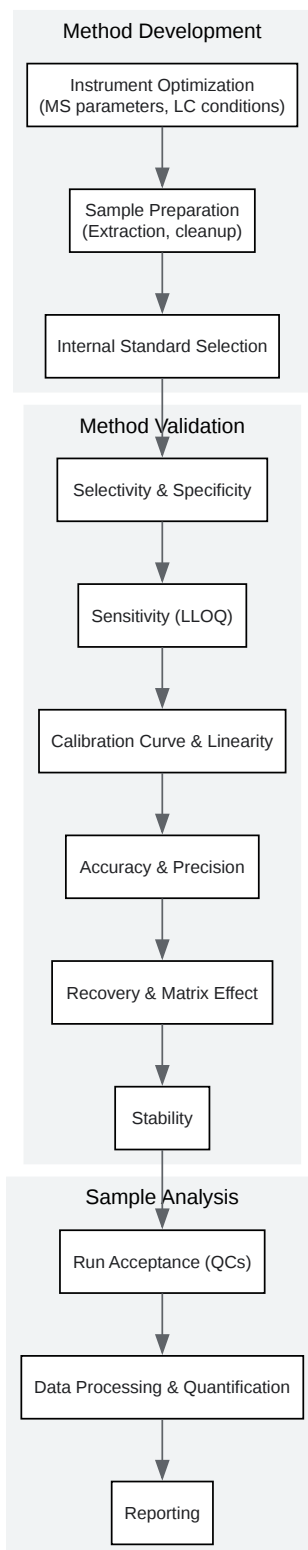 Method Development
Instrument Optimization
(MS parameters, LC conditions)
Sample Preparation
(Extraction, cleanup)
Internal Standard Selection
Method Validation
Selectivity & Specificity
Sensitivity (LLOQ)
Calibration Curve & Linearity
Accuracy & Precision
Recovery & Matrix Effect
Stability
Sample Analysis
Run Acceptance (QCs)
Data Processing & Quantification
Reporting